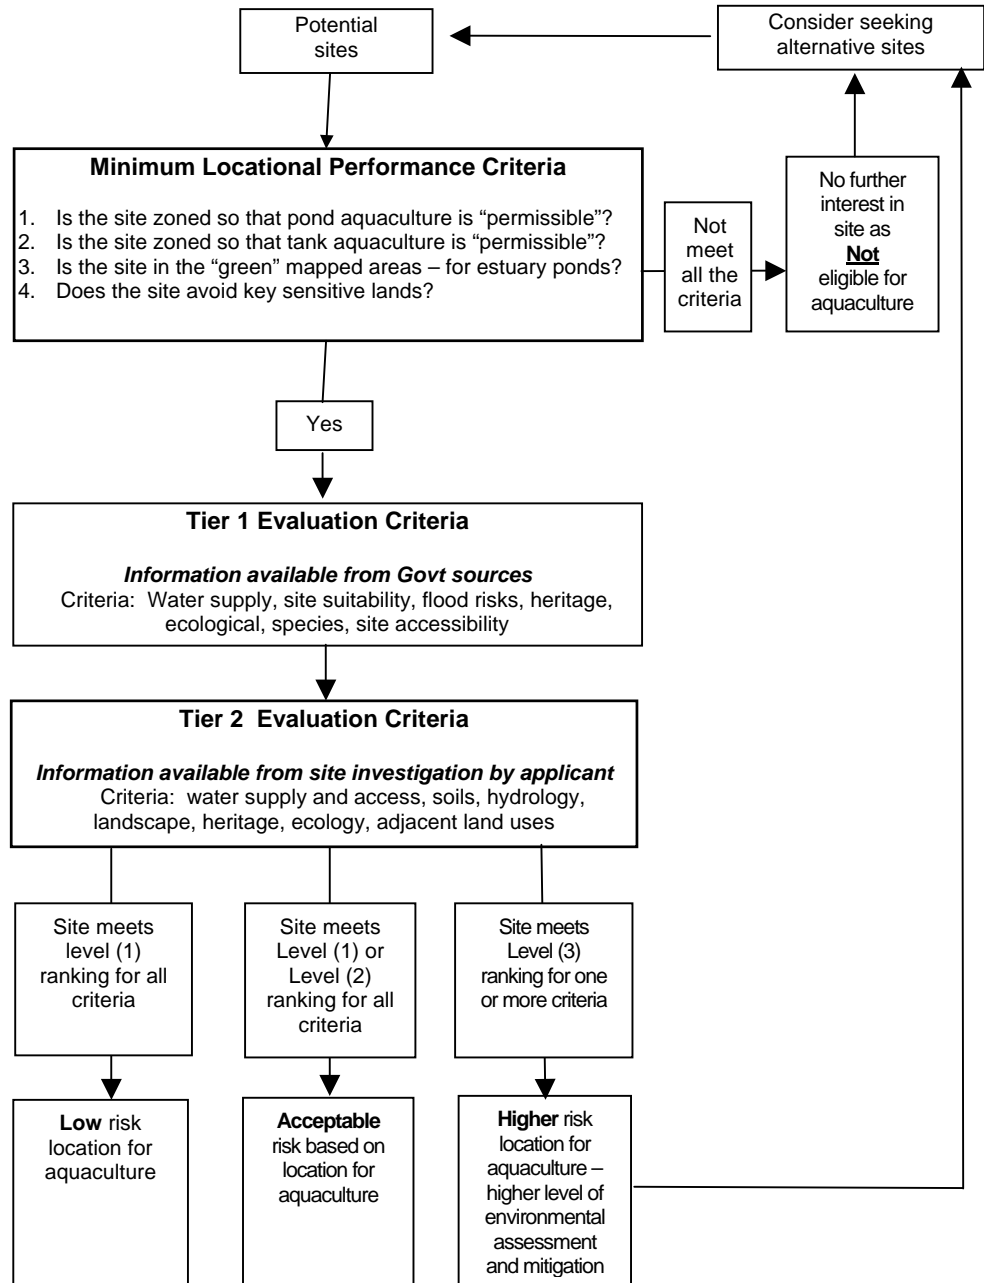 Potential
sites
Consider seeking
alternative sites
Minimum Locational Performance Criteria
1. Is the site zoned so that pond aquaculture is “permissible”?
2. Is the site zoned so that tank aquaculture is “permissible”?
3. Is the site in the “green” mapped areas – for estuary ponds?
4. Does the site avoid key sensitive lands?
Not
meet
all the
criteria
No further
interest in
site as
Not
eligible for
aquaculture
Yes
Tier 1 Evaluation Criteria
Information available from Govt sources
Criteria: Water supply, site suitability, flood risks, heritage,
ecological, species, site accessibility
Tier 2 Evaluation Criteria
Information available from site investigation by applicant
Criteria: water supply and access, soils, hydrology,
landscape, heritage, ecology, adjacent land uses
Site meets
level (1)
ranking for all
criteria
Site meets
Level (1) or
Level (2)
ranking for all
criteria
Site meets
Level (3)
ranking for one
or more criteria
Low risk
location for
aquaculture
Acceptable
risk based on
location for
aquaculture
Higher risk
location for
aquaculture –
higher level of
environmental
assessment
and mitigation